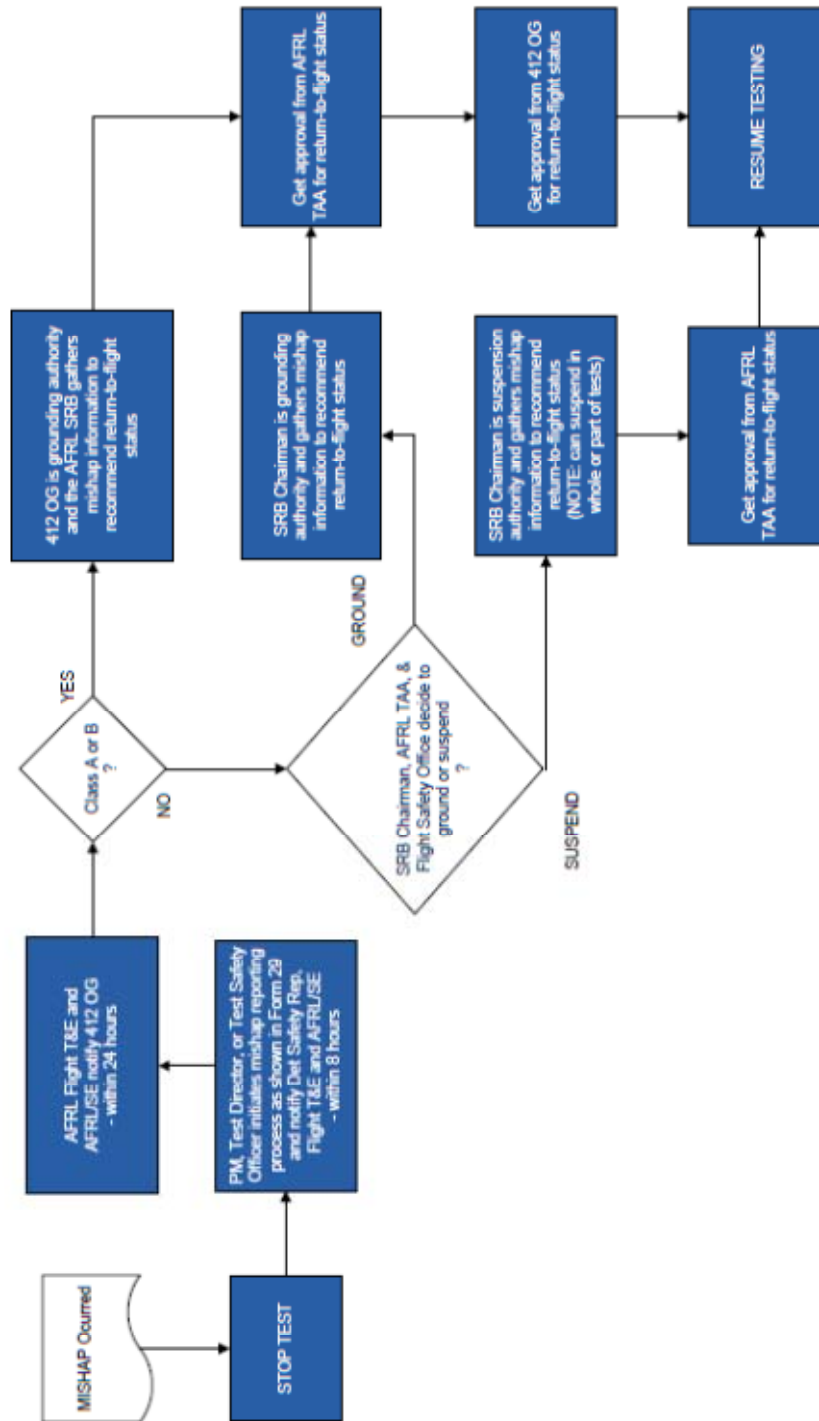 MISHAP Ocurred
STOP TEST
PM, Test Director, or Test Safety
Officer initiates mishap reporting
process as shown in Form 29
and notify Det Safety Rep,
Flight T&E and AFRL/SE
- within 8 hours
AFRL Flight T&E and
AFRL/SE notify 412 OG
- within 24 hours
Class A or B
?
YES
NO
412 OG is grounding authority
and the AFRL SRB gathers
mishap information to
recommend return-to-flight
status
SRB Chairman, AFRL TAA, &
Flight Safety Office decide to
ground or suspend
?
GROUND
SUSPEND
SRB Chairman is grounding
authority and gathers mishap
information to recommend
return-to-flight status
SRB Chairman is suspension
authority and gathers mishap
information to recommend
return-to-flight status
(NOTE: can suspend in
whole or part of tests)
Get approval from AFRL
TAA for return-to-flight status
Get approval from 412 OG
for return-to-flight status
Get approval from AFRL
TAA for return-to-flight status
RESUME TESTING